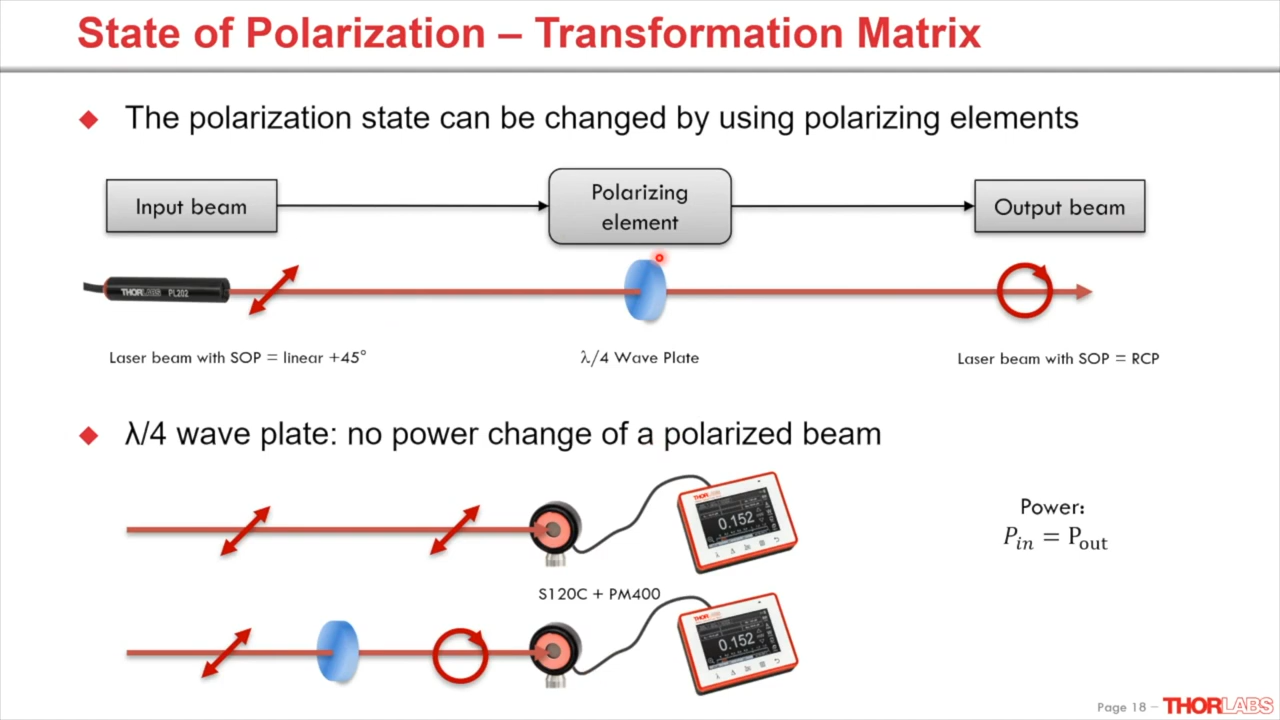 State of Polarization – Transformation Matrix
The polarization state can be changed by using polarizing elements
Input beam
Polarizing
element
Output beam
THORLABS PL202
Laser beam with SOP = linear +45°
λ/4 Wave Plate
Laser beam with SOP = RCP
λ/4 wave plate: no power change of a polarized beam
THORLABS
0.152
Power:
P_in = P_out
S120C + PM400
THORLABS
0.152
Page 18 – THORLABS